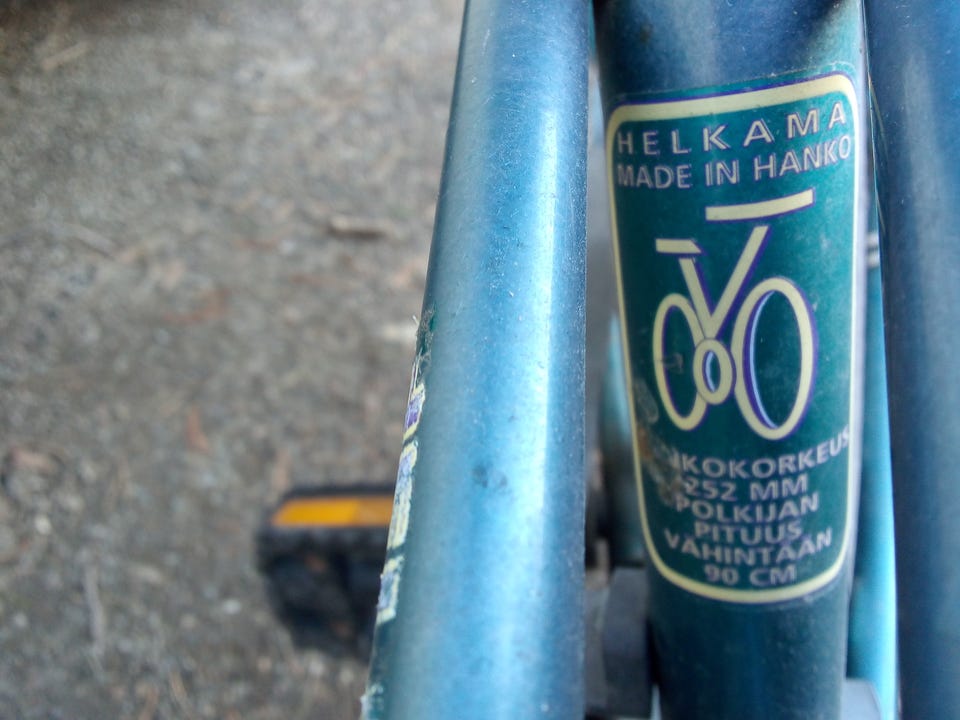 HELKAMA
MADE IN HANKO
252 MM
POLKIJAN
PITUUS
VÄHINTÄÄN
90 CM